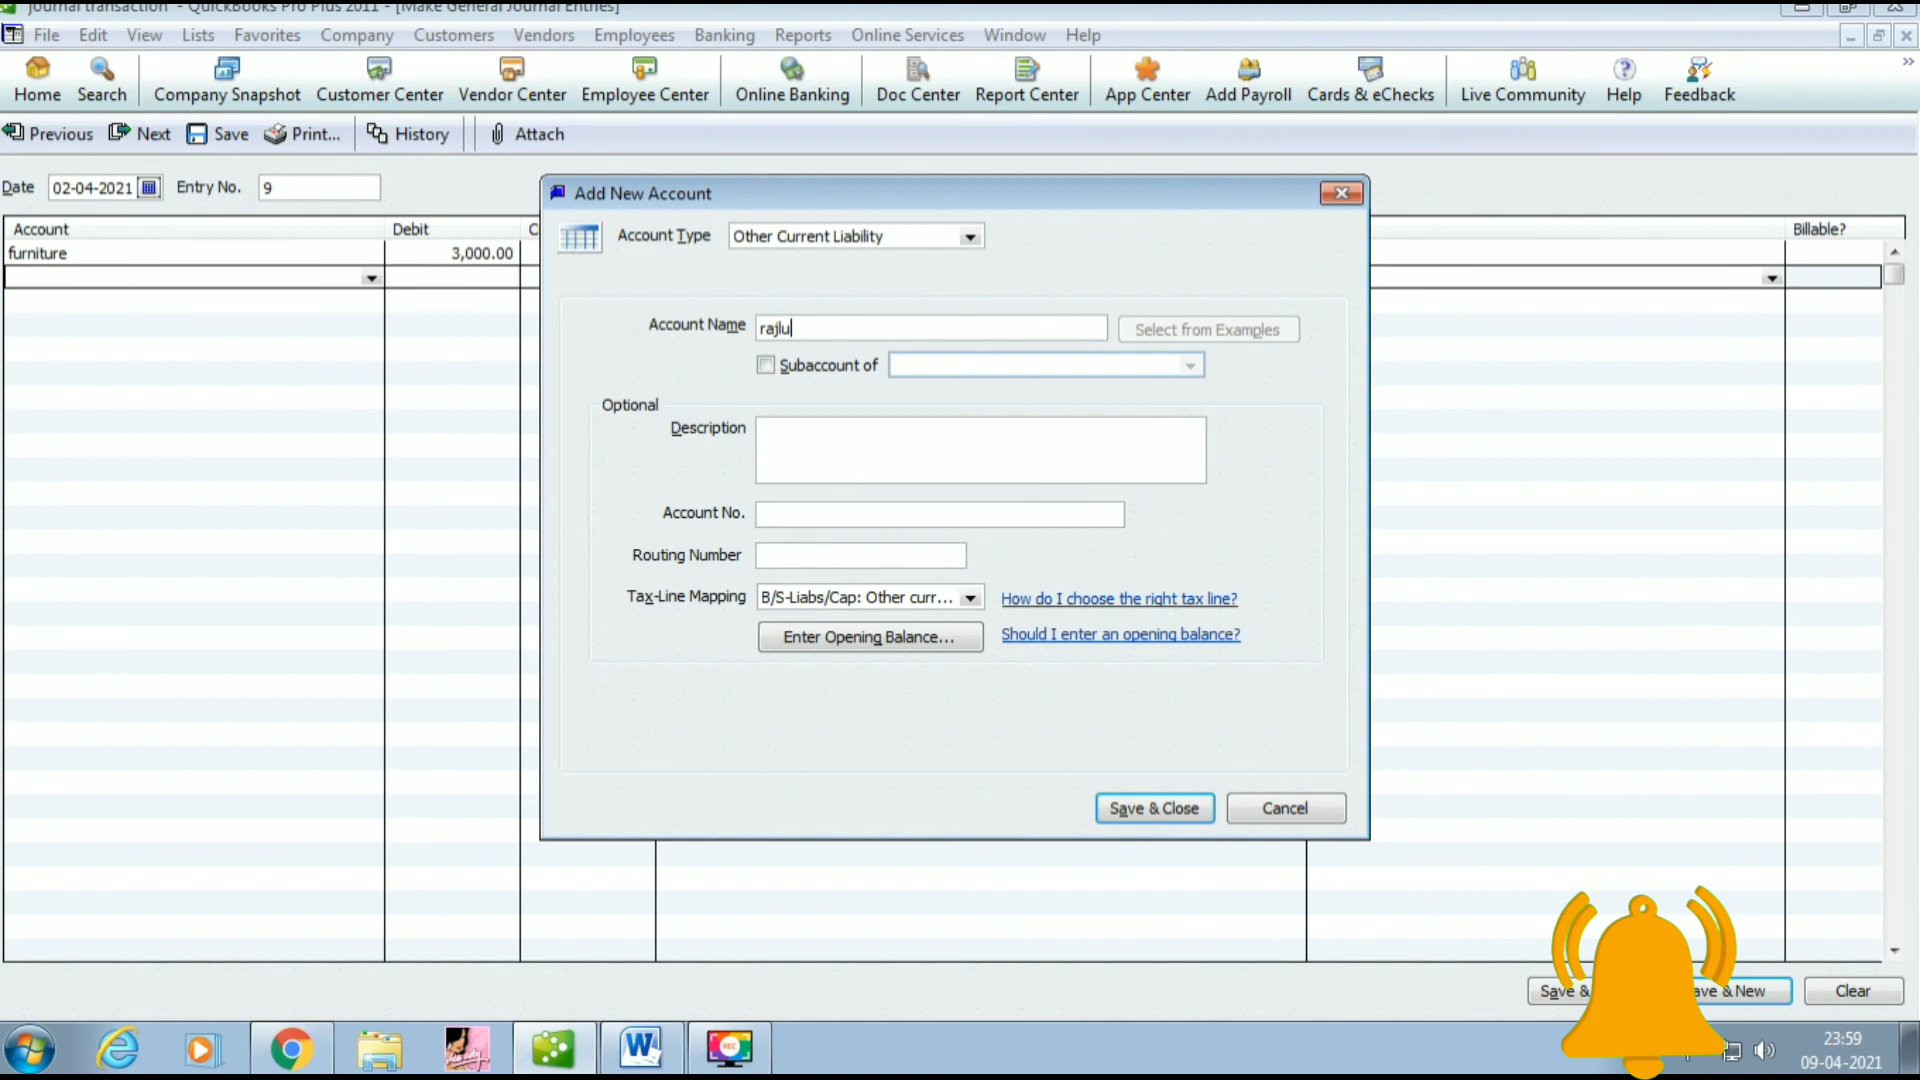 journal transaction - QuickBooks Pro Plus 2011 - [Make General Journal Entries]
File Edit View Lists Favorites Company Customers Vendors Employees Banking Reports Online Services Window Help
Home Search Company Snapshot Customer Center Vendor Center Employee Center Online Banking Doc Center Report Center App Center Add Payroll Cards & eChecks Live Community Help Feedback
Previous Next Save Print... History Attach
Date 02-04-2021 Entry No. 9
Add New Account
Account Debit C Billable?
furniture 3,000.00
Account Type Other Current Liability
Account Name rajlu Select from Examples
Subaccount of
Optional
Description
Account No.
Routing Number
Tax-Line Mapping B/S-Liabs/Cap: Other curr... How do I choose the right tax line?
Enter Opening Balance... Should I enter an opening balance?
Save & Close Cancel
Save & ave & New Clear
REC
23:59
09-04-2021